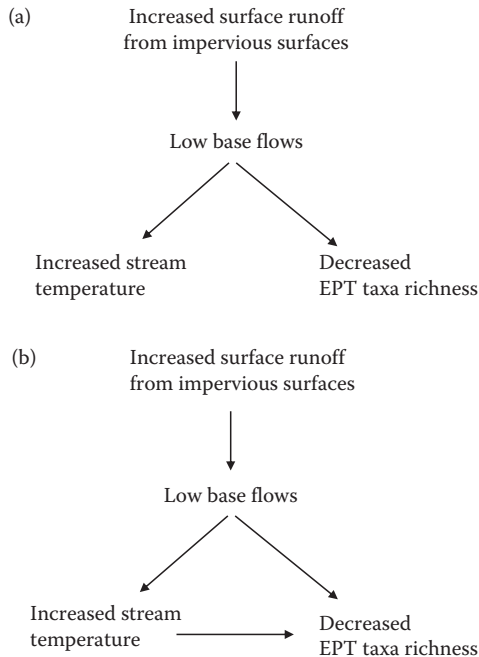 (a)
Increased surface runoff
from impervious surfaces
Low base flows
Increased stream
temperature
Decreased
EPT taxa richness
(b)
Increased surface runoff
from impervious surfaces
Low base flows
Increased stream
temperature
Decreased
EPT taxa richness